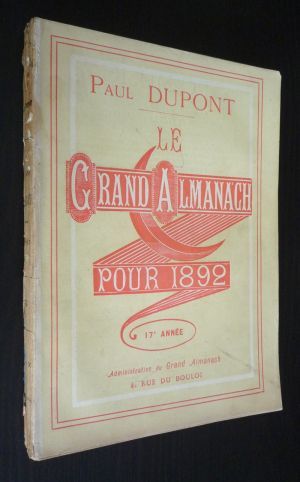 PAUL DUPONT
LE
GRAND ALMANACH
POUR 1892
17e ANNÉE
Administration du Grand Almanach
4, RUE DU BOULOI